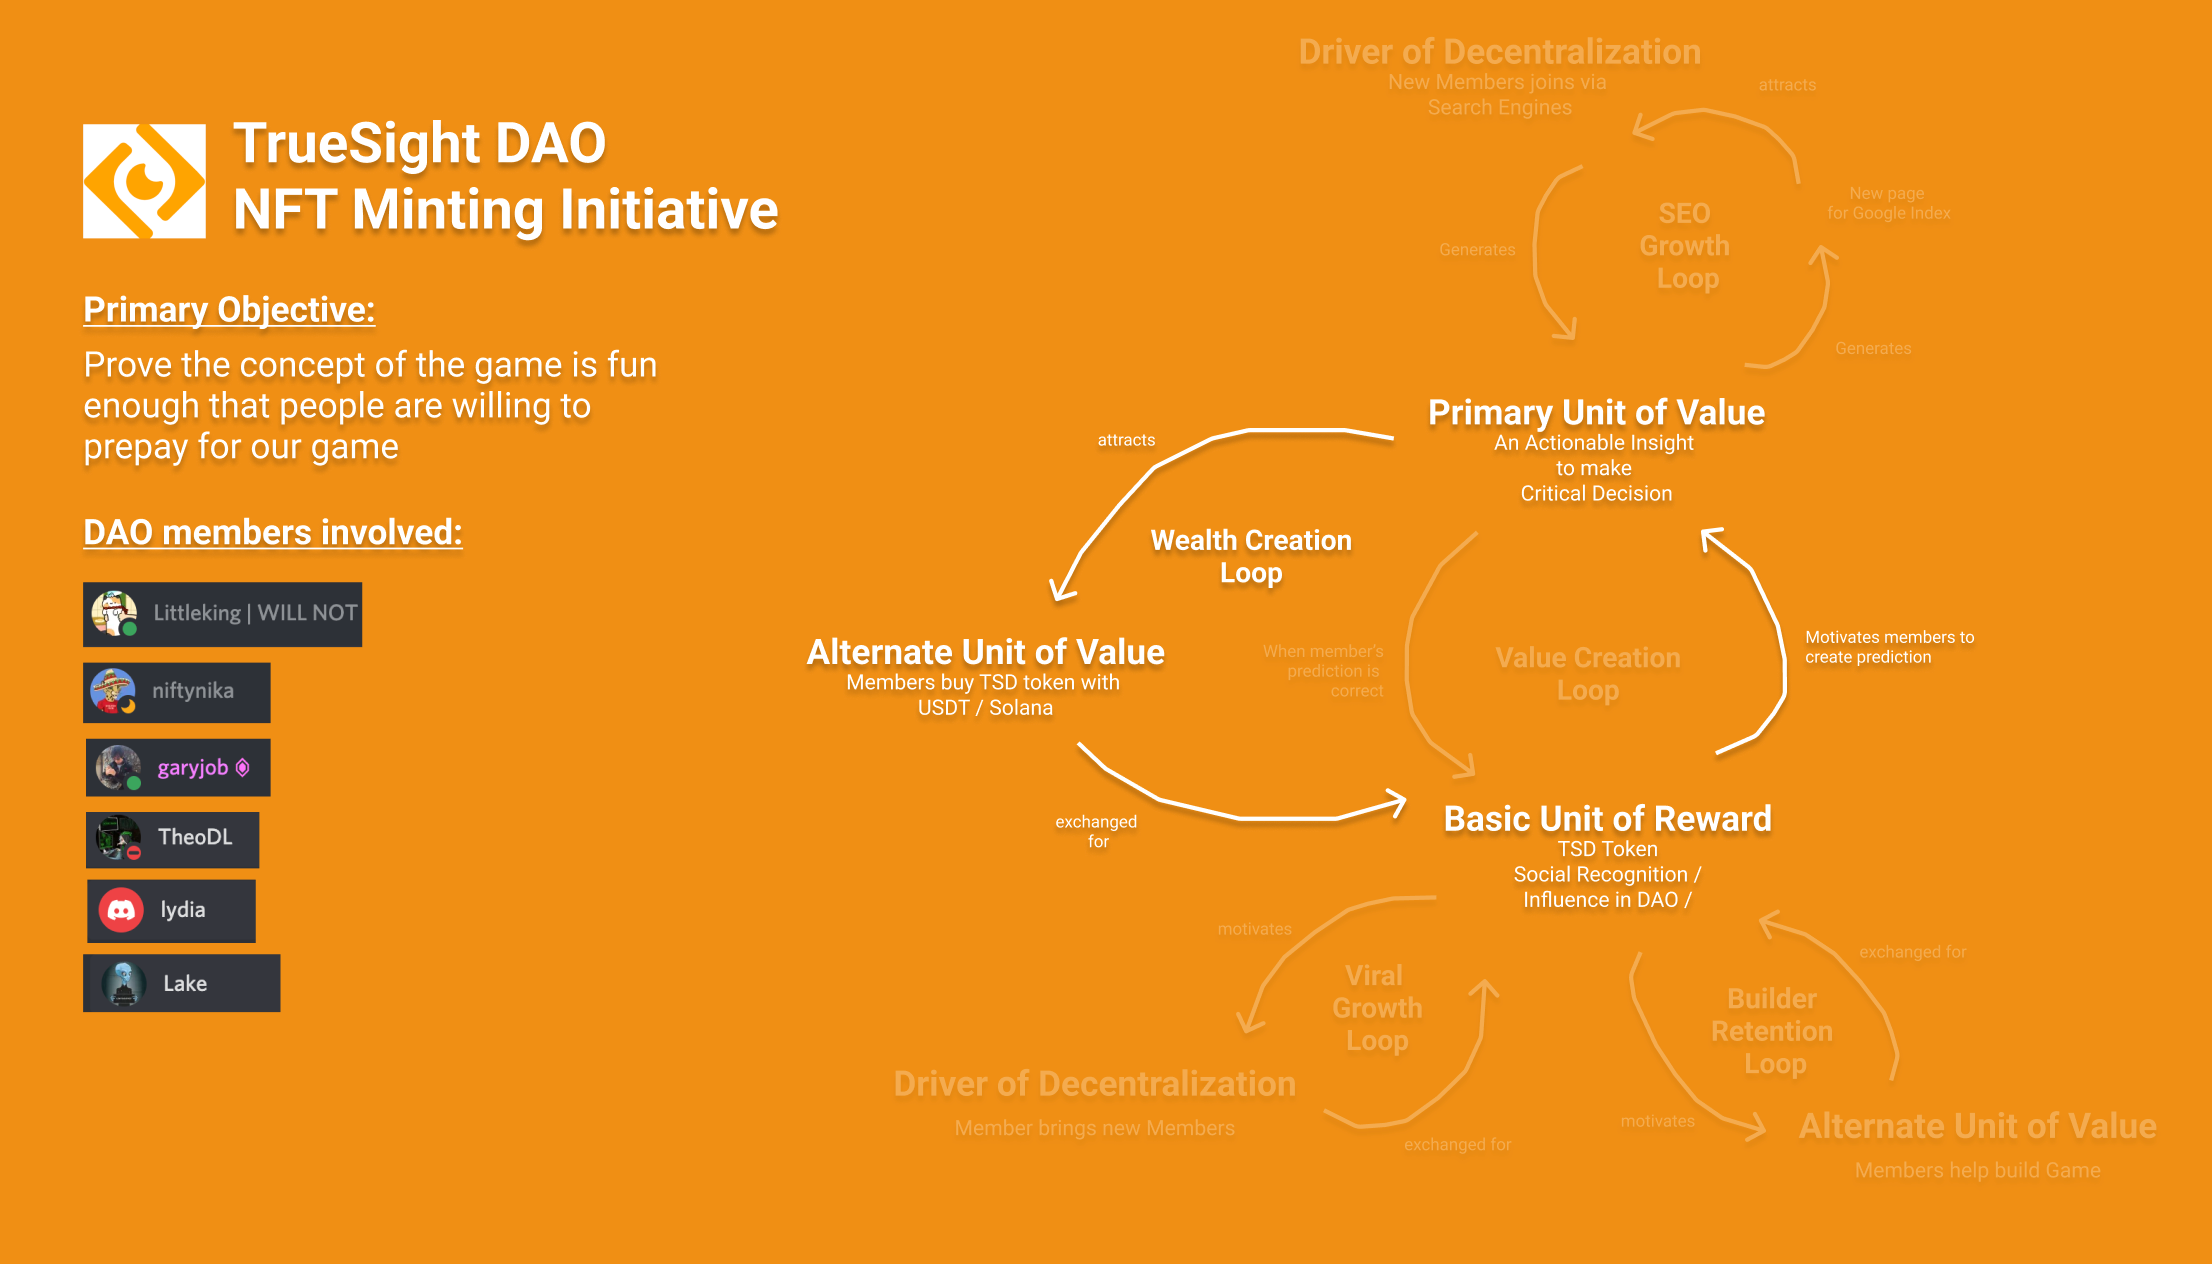 TrueSight DAO
NFT Minting Initiative
Primary Objective:
Prove the concept of the game is fun
enough that people are willing to
prepay for our game
DAO members involved:
Littleking | WILL NOT
niftynika
garyjob
TheoDL
lydia
Lake
Driver of Decentralization
New Members joins via
Search Engines
attracts
New page
for Google Index
SEO
Growth
Loop
Generates
Generates
Primary Unit of Value
An Actionable Insight
to make
Critical Decision
attracts
Wealth Creation
Loop
Alternate Unit of Value
Members buy TSD token with
USDT / Solana
When member's
prediction is
correct
Value Creation
Loop
Motivates members to
create prediction
exchanged
for
Basic Unit of Reward
TSD Token
Social Recognition /
Influence in DAO /
motivates
Viral
Growth
Loop
exchanged for
Builder
Retention
Loop
Driver of Decentralization
Member brings new Members
exchanged for
motivates
Alternate Unit of Value
Members help build Game